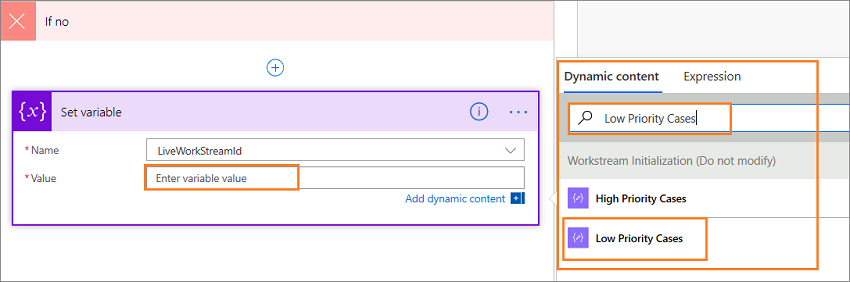 If no
{x} Set variable
* Name LiveWorkStreamId
* Value Enter variable value
Add dynamic content
Dynamic content Expression
Low Priority Cases
Workstream Initialization (Do not modify)
{x} High Priority Cases
{x} Low Priority Cases